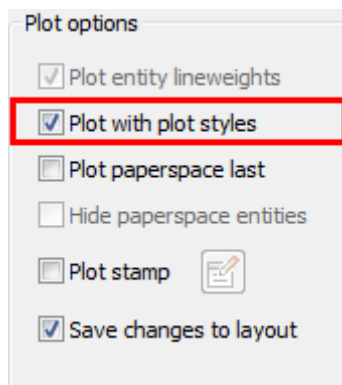 Plot options
Plot entity lineweights
Plot with plot styles
Plot paperspace last
Hide paperspace entities
Plot stamp
Save changes to layout